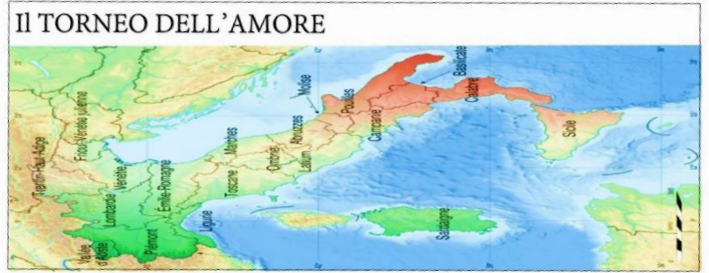 Il TORNEO DELL'AMORE
Trentin-Haut-Adige
Frioul-Vénétie julienne
Vallée
d'Aoste
Lombardie
Vénétie
Piémont
Emilie-Romagne
Ligurie
Toscane
Marches
Ombrie
Latium
Abruzzes
Molise
Pouilles
Campanie
Basilicate
Calabre
Sicile
Sardaigne